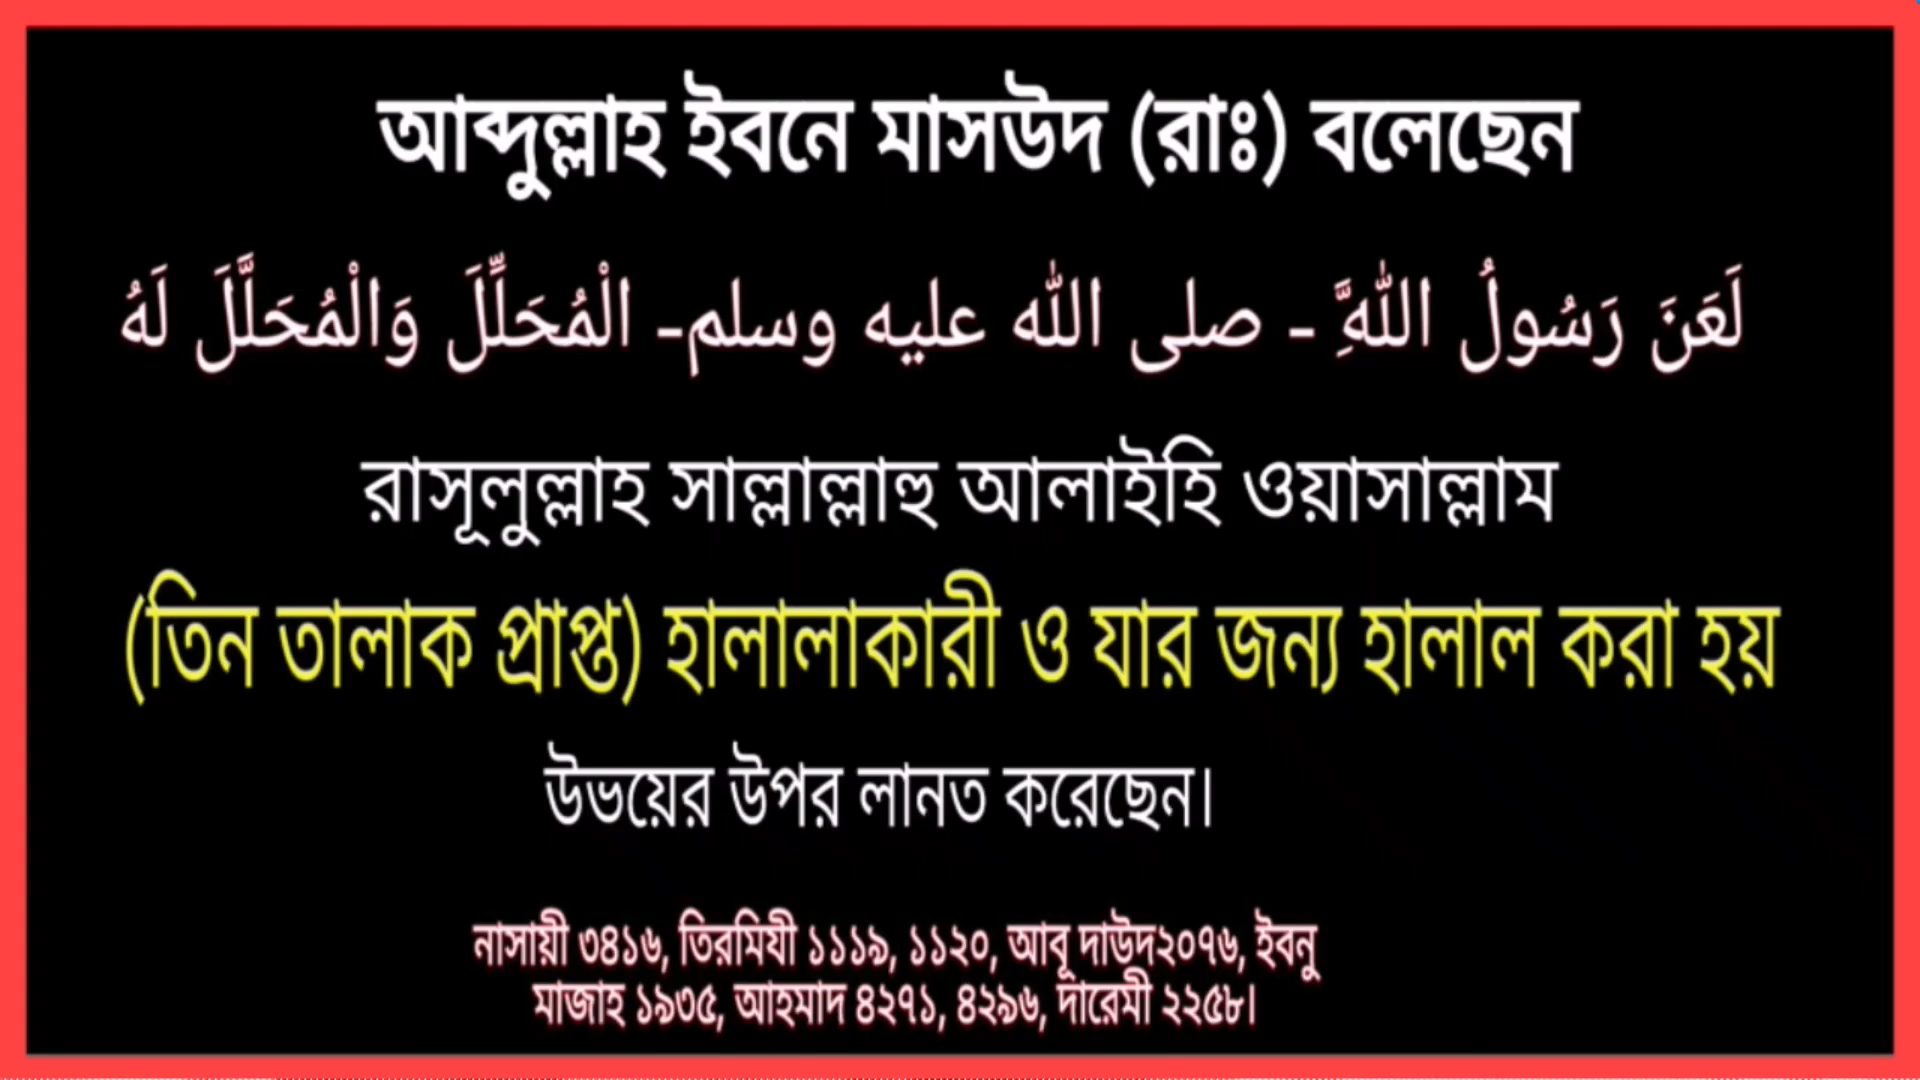 আব্দুল্লাহ ইবনে মাসউদ (রাঃ) বলেছেন
لَعَنَ رَسُولُ اللَّهِ - صلى الله عليه وسلم- الْمُحَلِّلَ وَالْمُحَلَّلَ لَهُ
রাসূলুল্লাহ সাল্লাল্লাহু আলাইহি ওয়াসাল্লাম
(তিন তালাক প্রাপ্ত) হালালাকারী ও যার জন্য হালাল করা হয়
উভয়ের উপর লানত করেছেন।
নাসায়ী ৩৪১৬, তিরমিযী ১১১৯, ১১২০, আবূ দাউদ২০৭৬, ইবনু
মাজাহ ১৯৩৫, আহমাদ ৪২৭১, ৪২৯৬, দারেমী ২২৫৮।